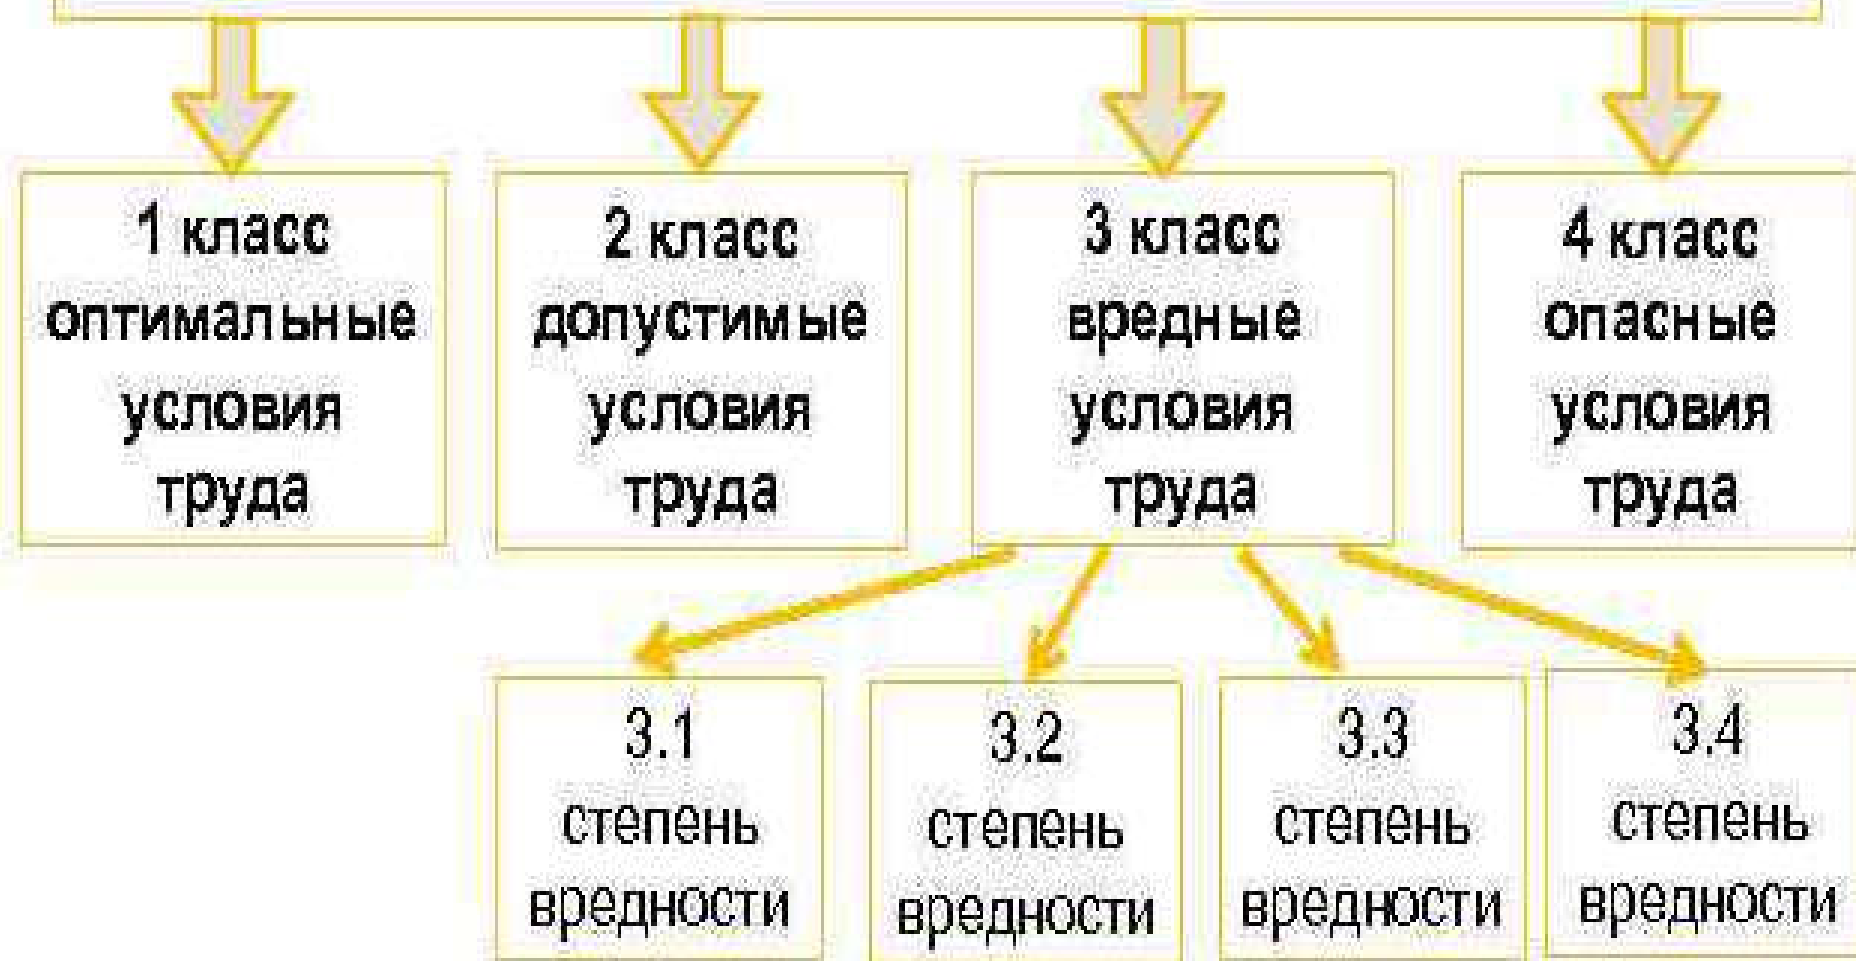 1 класс
оптимальные
условия
труда
2 класс
допустимые
условия
труда
3 класс
вредные
условия
труда
4 класс
опасные
условия
труда
3.1
степень
вредности
3.2
степень
вредности
3.3
степень
вредности
3.4
степень
вредности